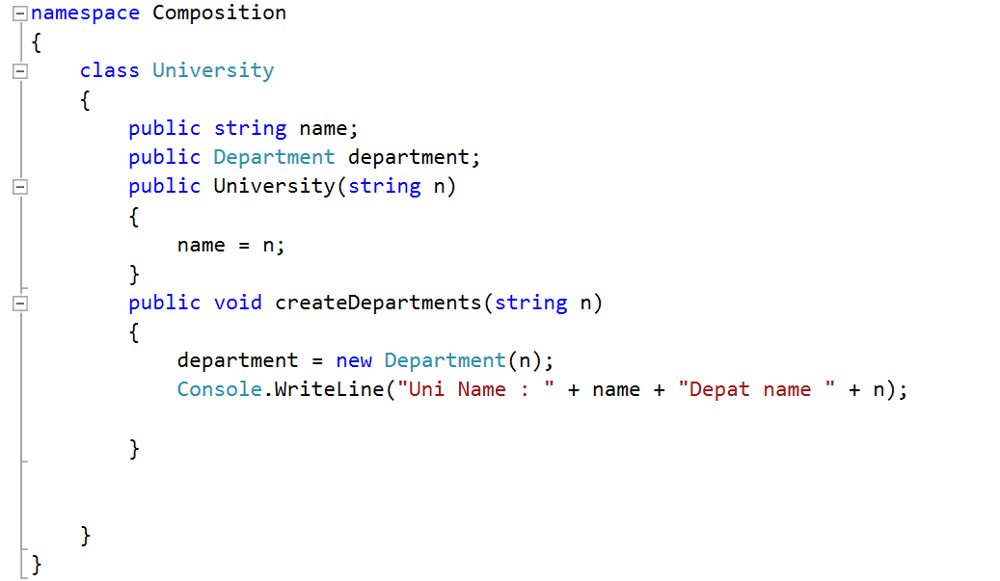 namespace Composition
{
    class University
    {
        public string name;
        public Department department;
        public University(string n)
        {
            name = n;
        }
        public void createDepartments(string n)
        {
            department = new Department(n);
            Console.WriteLine("Uni Name : " + name + "Depat name " + n);
        }
    }
}